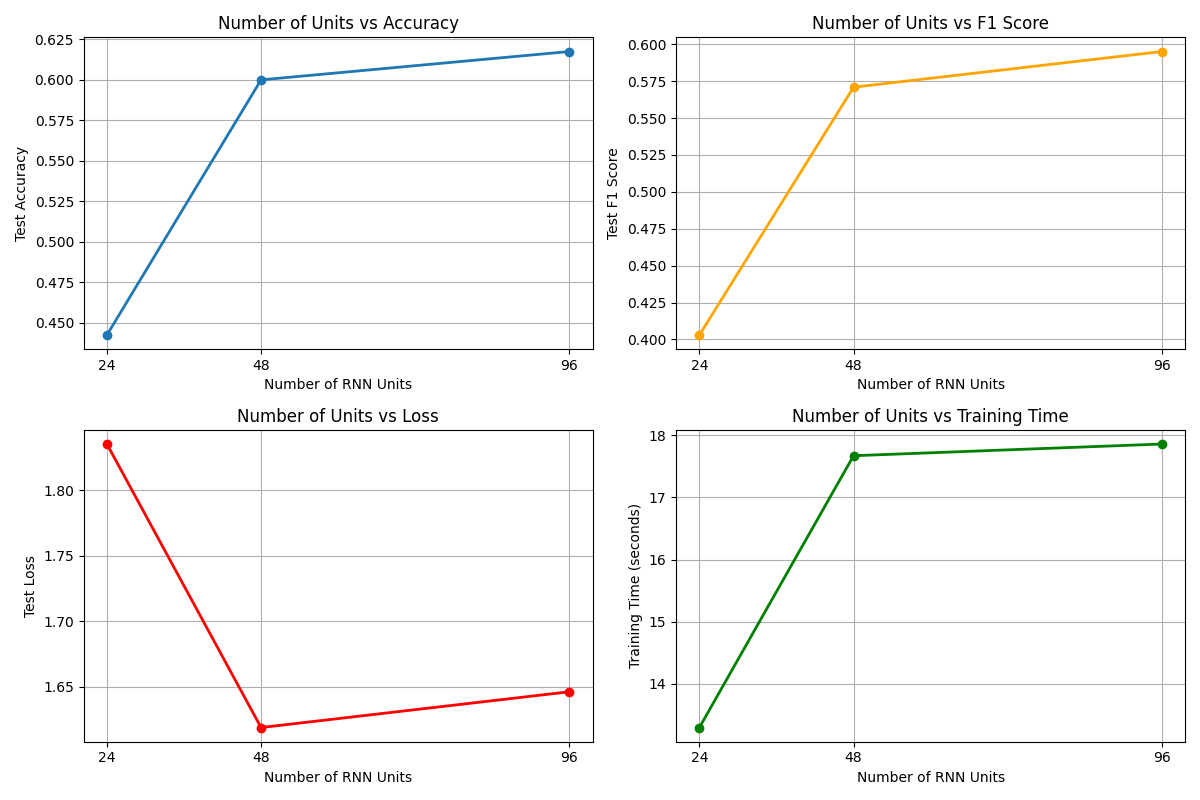 Number of Units vs Accuracy
0.625
0.600
0.575
0.550
0.525
0.500
0.475
0.450
Test Accuracy
24 48 96
Number of RNN Units
Number of Units vs F1 Score
0.600
0.575
0.550
0.525
0.500
0.475
0.450
0.425
0.400
Test F1 Score
24 48 96
Number of RNN Units
Number of Units vs Loss
1.80
1.75
1.70
1.65
Test Loss
24 48 96
Number of RNN Units
Number of Units vs Training Time
18
17
16
15
14
Training Time (seconds)
24 48 96
Number of RNN Units